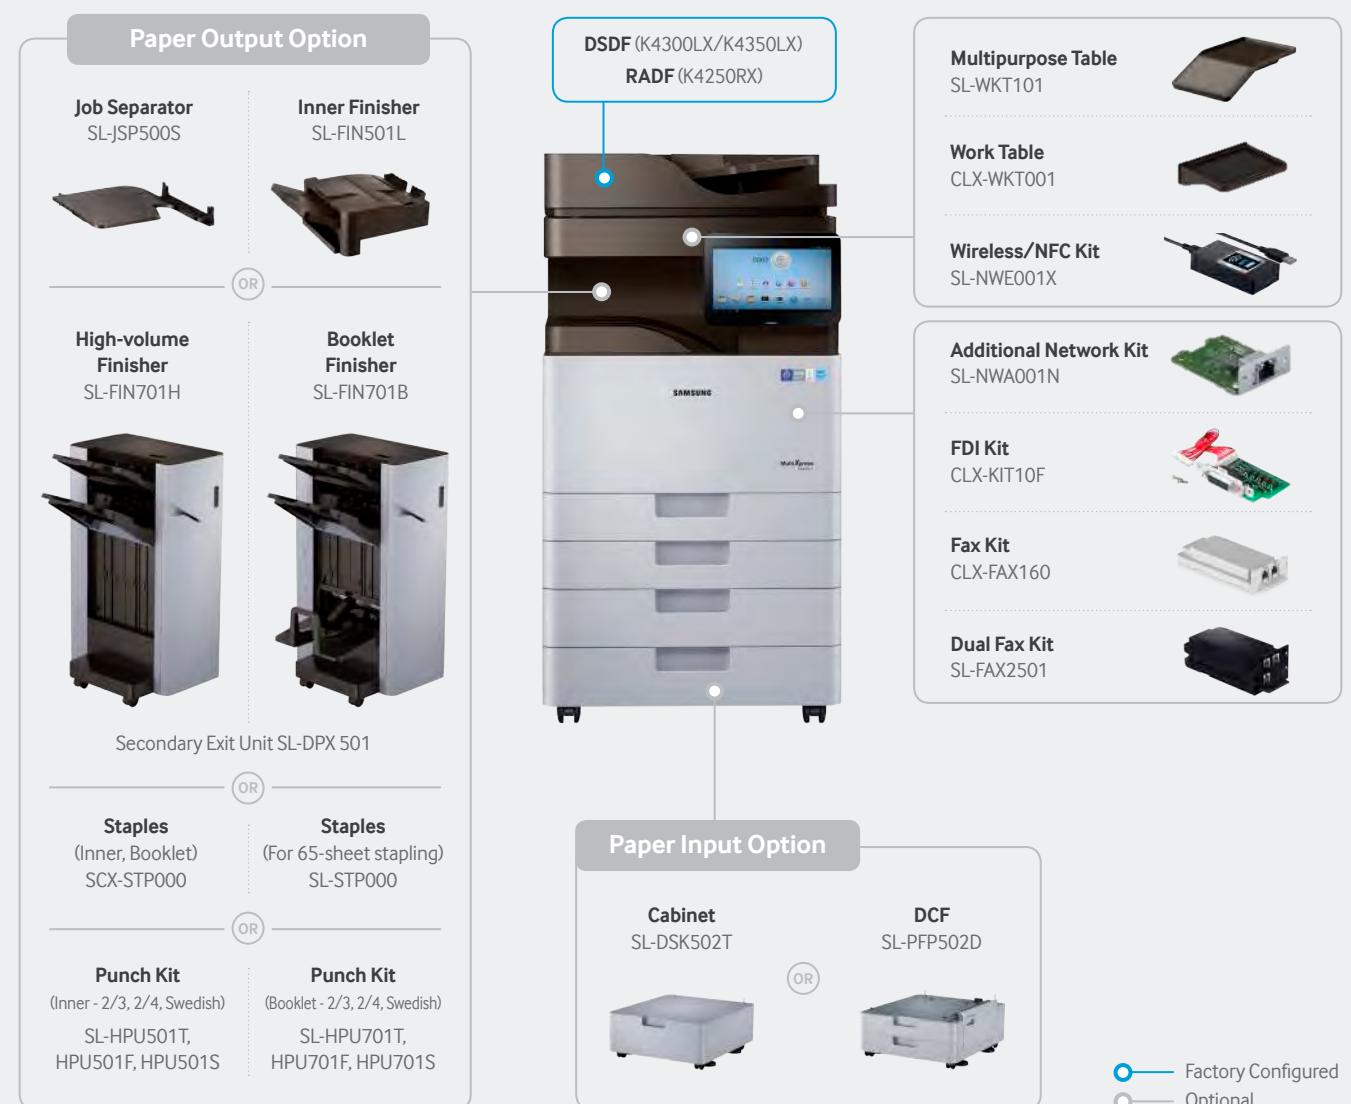 Paper Output Option
Job Separator
SL-JSP500S
Inner Finisher
SL-FIN501L
OR
High-volume
Finisher
SL-FIN701H
Booklet
Finisher
SL-FIN701B
Secondary Exit Unit SL-DPX 501
OR
Staples
(Inner, Booklet)
SCX-STP000
Staples
(For 65-sheet stapling)
SL-STP000
OR
Punch Kit
(Inner - 2/3, 2/4, Swedish)
SL-HPU501T,
HPU501F, HPU501S
Punch Kit
(Booklet - 2/3, 2/4, Swedish)
SL-HPU701T,
HPU701F, HPU701S
DSDF (K4300LX/K4350LX)
RADF (K4250RX)
SAMSUNG
MultiXpress
Multipurpose Table
SL-WKT101
Work Table
CLX-WKT001
Wireless/NFC Kit
SL-NWE001X
Additional Network Kit
SL-NWA001N
FDI Kit
CLX-KIT10F
Fax Kit
CLX-FAX160
Dual Fax Kit
SL-FAX2501
Paper Input Option
Cabinet
SL-DSK502T
OR
DCF
SL-PFP502D
Factory Configured
Optional